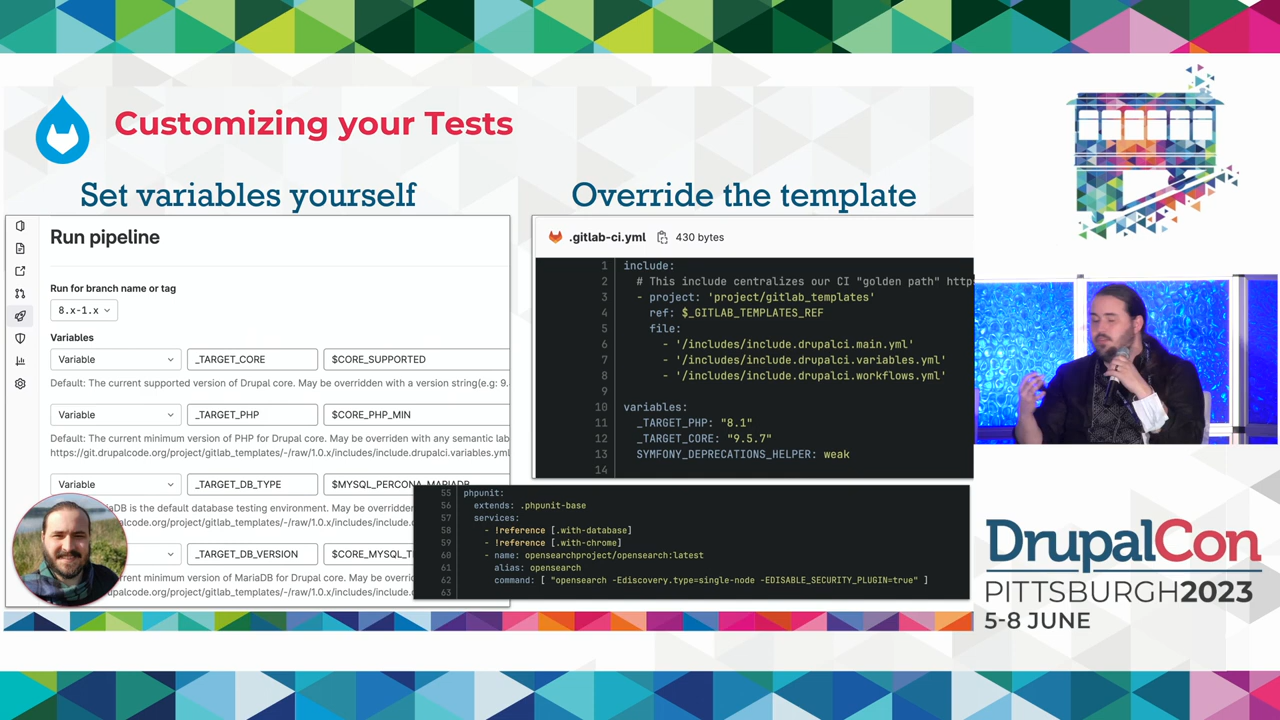 Customizing your Tests
Set variables yourself
Run pipeline
Run for branch name or tag
8.x-1.x
Variables
Variable
_TARGET_CORE
$CORE_SUPPORTED
Default: The current supported version of Drupal core. May be overridden with a version string(e.g: 9.
Variable
_TARGET_PHP
$CORE_PHP_MIN
Default: The current minimum version of PHP for Drupal core. May be overriden with any semantic lab
https://git.drupalcode.org/project/gitlab_templates/-/raw/1.0.x/includes/include.drupalci.variables.yml
Variable
_TARGET_DB_TYPE
$MYSQL_PERCONA_MARIADB
DB is the default database testing environment. May be overridden
drupalcode.org/project/gitlab_templates/-/raw/1.0.x/includes/include.
_TARGET_DB_VERSION
$CORE_MYSQL_
rrent minimum version of MariaDB for Drupal core. May be overri
drupalcode.org/project/gitlab_templates/-/raw/1.0.x/includes/include.
Override the template
.gitlab-ci.yml 430 bytes
1 include:
2 # This include centralizes our CI "golden path" http
3 - project: 'project/gitlab_templates'
4 ref: $_GITLAB_TEMPLATES_REF
5 file:
6 - '/includes/include.drupalci.main.yml'
7 - '/includes/include.drupalci.variables.yml'
8 - '/includes/include.drupalci.workflows.yml'
9
10 variables:
11 _TARGET_PHP: "8.1"
12 _TARGET_CORE: "9.5.7"
13 SYMFONY_DEPRECATIONS_HELPER: weak
14
55 phpunit:
56 extends: .phpunit-base
57 services:
58 - !reference [.with-database]
59 - !reference [.with-chrome]
60 - name: opensearchproject/opensearch:latest
61 alias: opensearch
62 command: [ "opensearch -Ediscovery.type=single-node -EDISABLE_SECURITY_PLUGIN=true" ]
63
DrupalCon
PITTSBURGH2023
5-8 JUNE